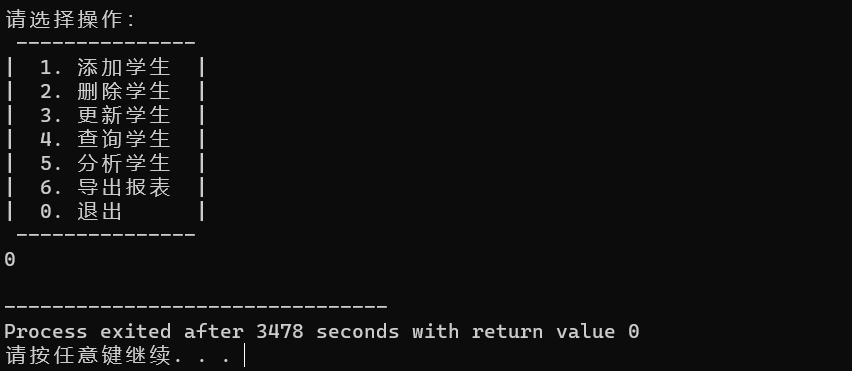 请选择操作:
---------------
|  1. 添加学生  |
|  2. 删除学生  |
|  3. 更新学生  |
|  4. 查询学生  |
|  5. 分析学生  |
|  6. 导出报表  |
|  0. 退出      |
---------------
0
--------------------------------
Process exited after 3478 seconds with return value 0
请按任意键继续. . .